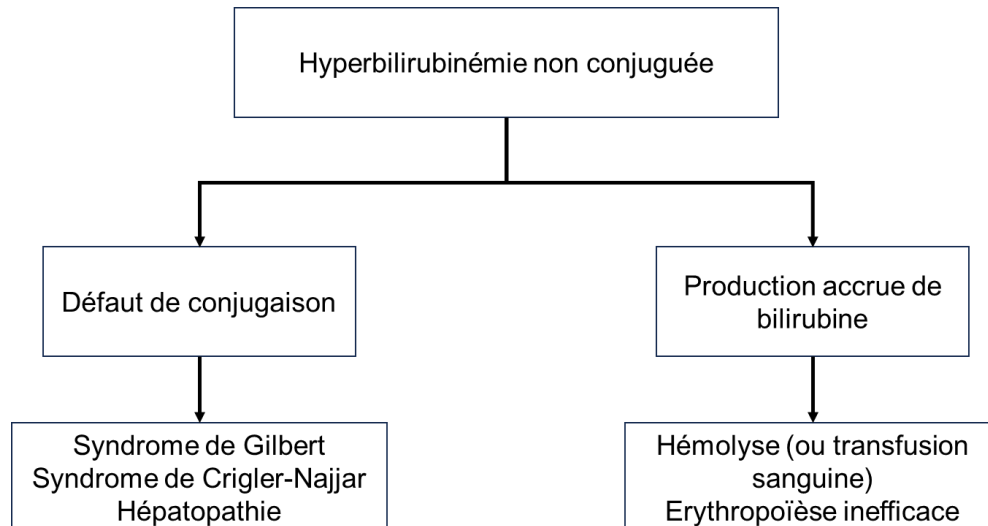 Hyperbilirubinémie non conjuguée
Défaut de conjugaison
Production accrue de
bilirubine
Syndrome de Gilbert
Syndrome de Crigler-Najjar
Hépatopathie
Hémolyse (ou transfusion
sanguine)
Erythropoïèse inefficace